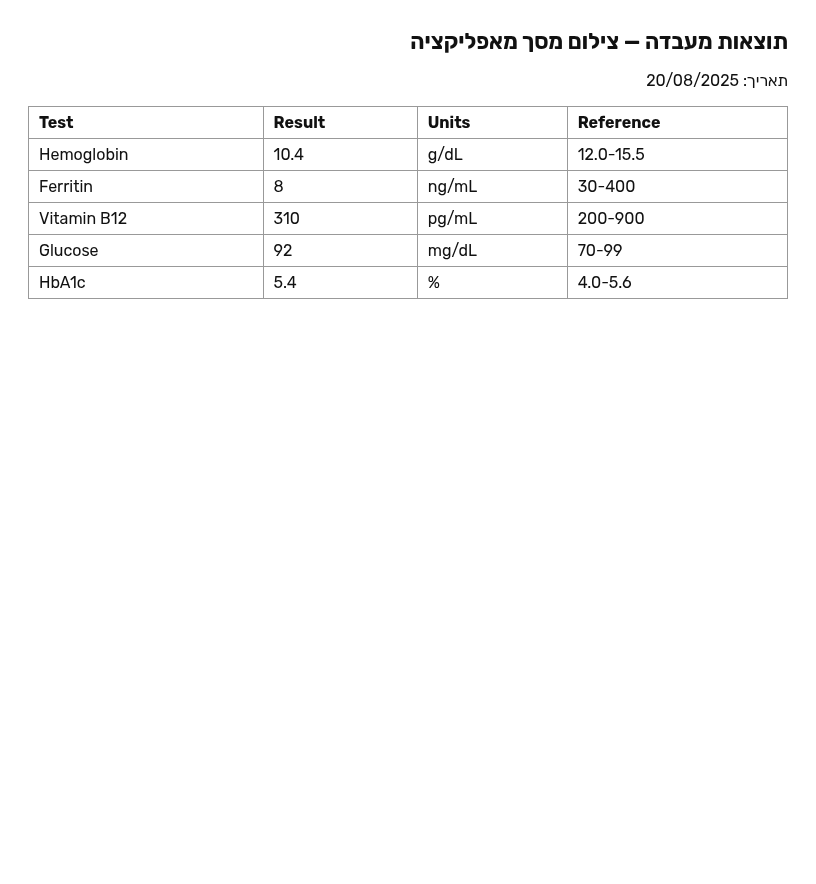 תוצאות מעבדה – צילום מסך מאפליקציה
תאריך: 20/08/2025
Test Result Units Reference
Hemoglobin 10.4 g/dL 12.0-15.5
Ferritin 8 ng/mL 30-400
Vitamin B12 310 pg/mL 200-900
Glucose 92 mg/dL 70-99
HbA1c 5.4 % 4.0-5.6